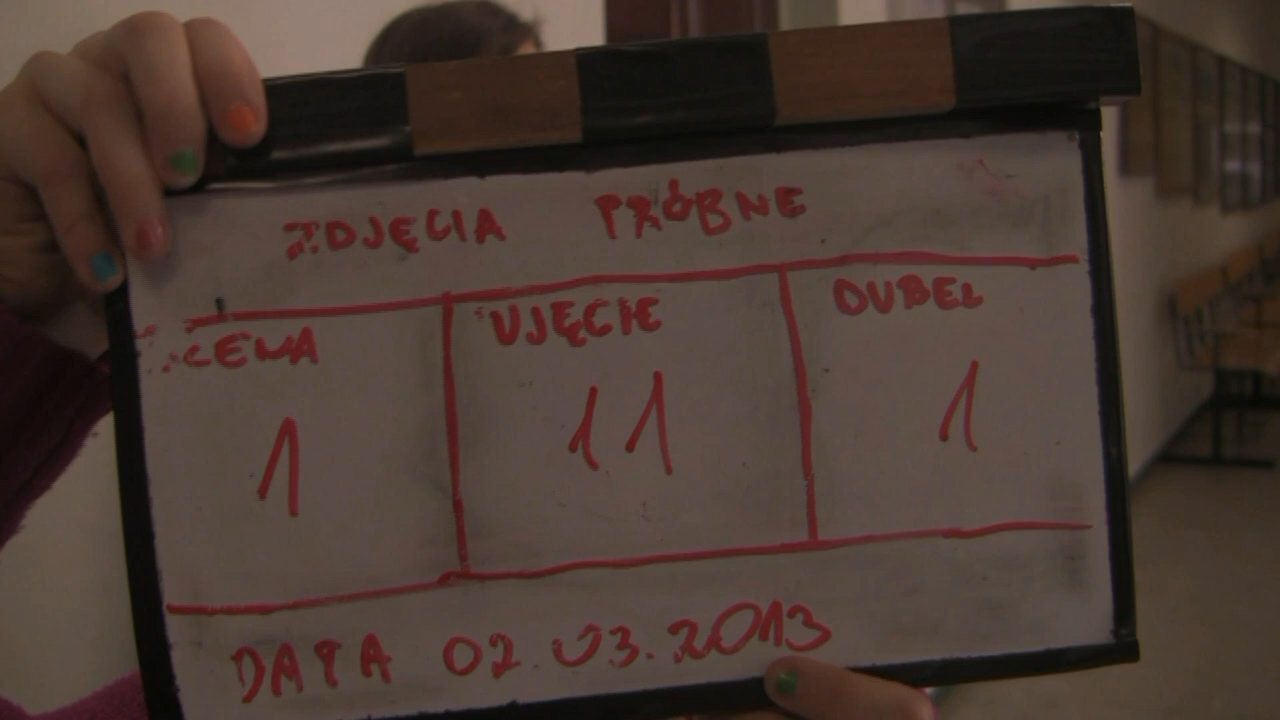 ZDJĘCIA PRÓBNE
SCENA UJĘCIE DUBEL
1 11 1
DATA 02.03.2013